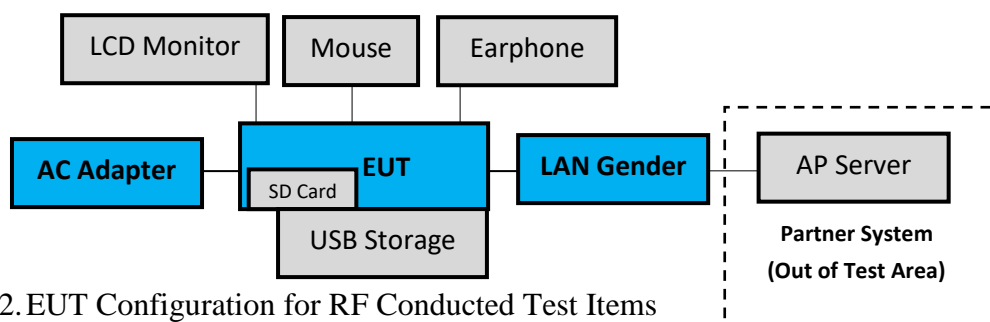 LCD Monitor
Mouse
Earphone
AC Adapter
EUT
SD Card
USB Storage
LAN Gender
AP Server
Partner System
(Out of Test Area)
2. EUT Configuration for RF Conducted Test Items